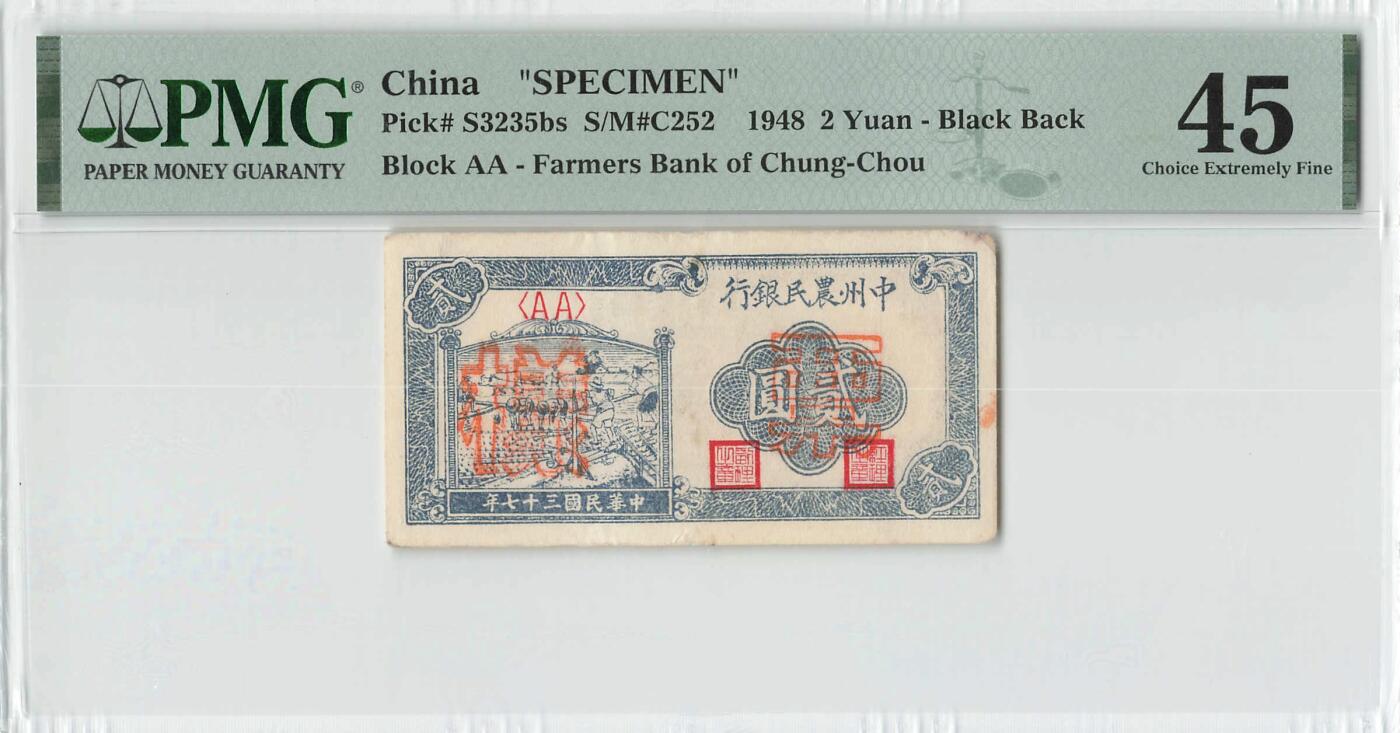 PMG®
PAPER MONEY GUARANTY
China "SPECIMEN"
Pick# S3235bs S/M#C252 1948 2 Yuan - Black Back
Block AA - Farmers Bank of Chung-Chou
45
Choice Extremely Fine
貳
行銀民農州中
〈AA〉
圓貳
年七十三國民華中
貳